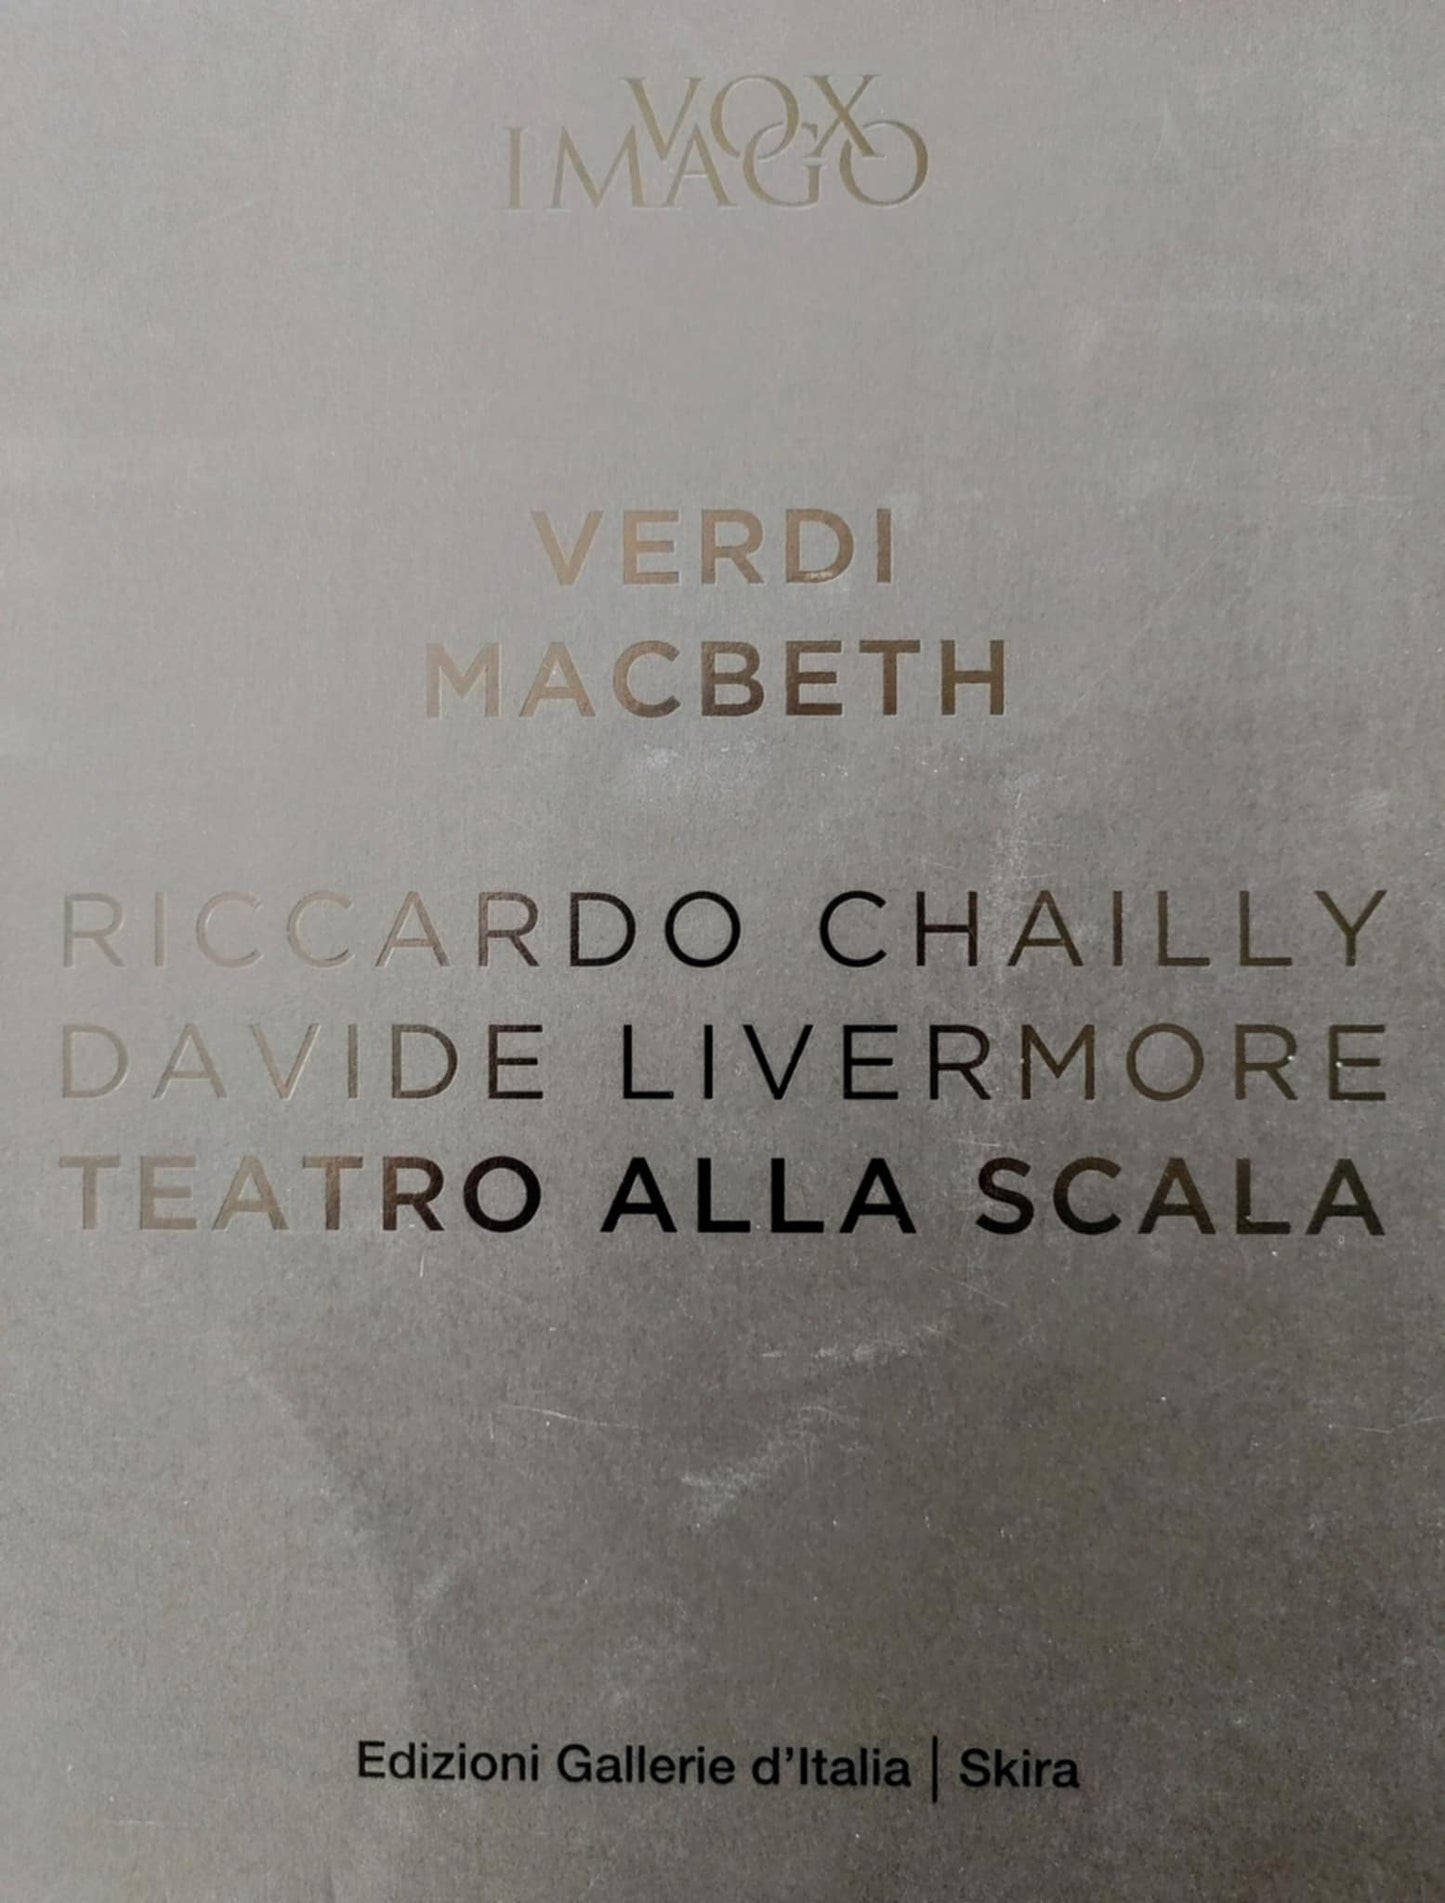 VOX
IMAGO
VERDI
MACBETH
RICCARDO CHAILLY
DAVIDE LIVERMORE
TEATRO ALLA SCALA
Edizioni Gallerie d'Italia | Skira